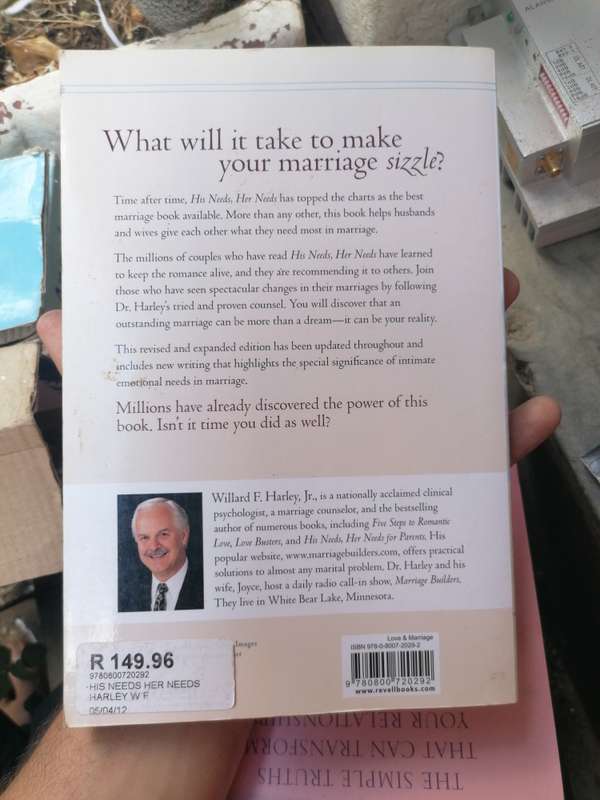 What will it take to make
your marriage sizzle?
Time after time, His Needs, Her Needs has topped the charts as the best
marriage book available. More than any other, this book helps husbands
and wives give each other what they need most in marriage.
The millions of couples who have read His Needs, Her Needs have learned
to keep the romance alive, and they are recommending it to others. Join
those who have seen spectacular changes in their marriages by following
Dr. Harley's tried and proven counsel. You will discover that an
outstanding marriage can be more than a dream—it can be your reality.
This revised and expanded edition has been updated throughout and
includes new writing that highlights the special significance of intimate
emotional needs in marriage.
Millions have already discovered the power of this
book. Isn't it time you did as well?
Willard F. Harley, Jr., is a nationally acclaimed clinical
psychologist, a marriage counselor, and the bestselling
author of numerous books, including Five Steps to Romantic
Love, Love Busters, and His Needs, Her Needs for Parents. His
popular website, www.marriagebuilders.com, offers practical
solutions to almost any marital problem. Dr. Harley and his
wife, Joyce, host a daily radio call-in show, Marriage Builders.
They live in White Bear Lake, Minnesota.
Images
R 149.96
9780800720292
HIS NEEDS HER NEEDS
HARLEY W F
05/04/12
Love & Marriage
ISBN 978-0-8007-2029-2
9 780800 720292
www.revellbooks.com
THE SIMPLE TRUTHS
THAT CAN TRANSFORM
YOUR RELATIONSHIP